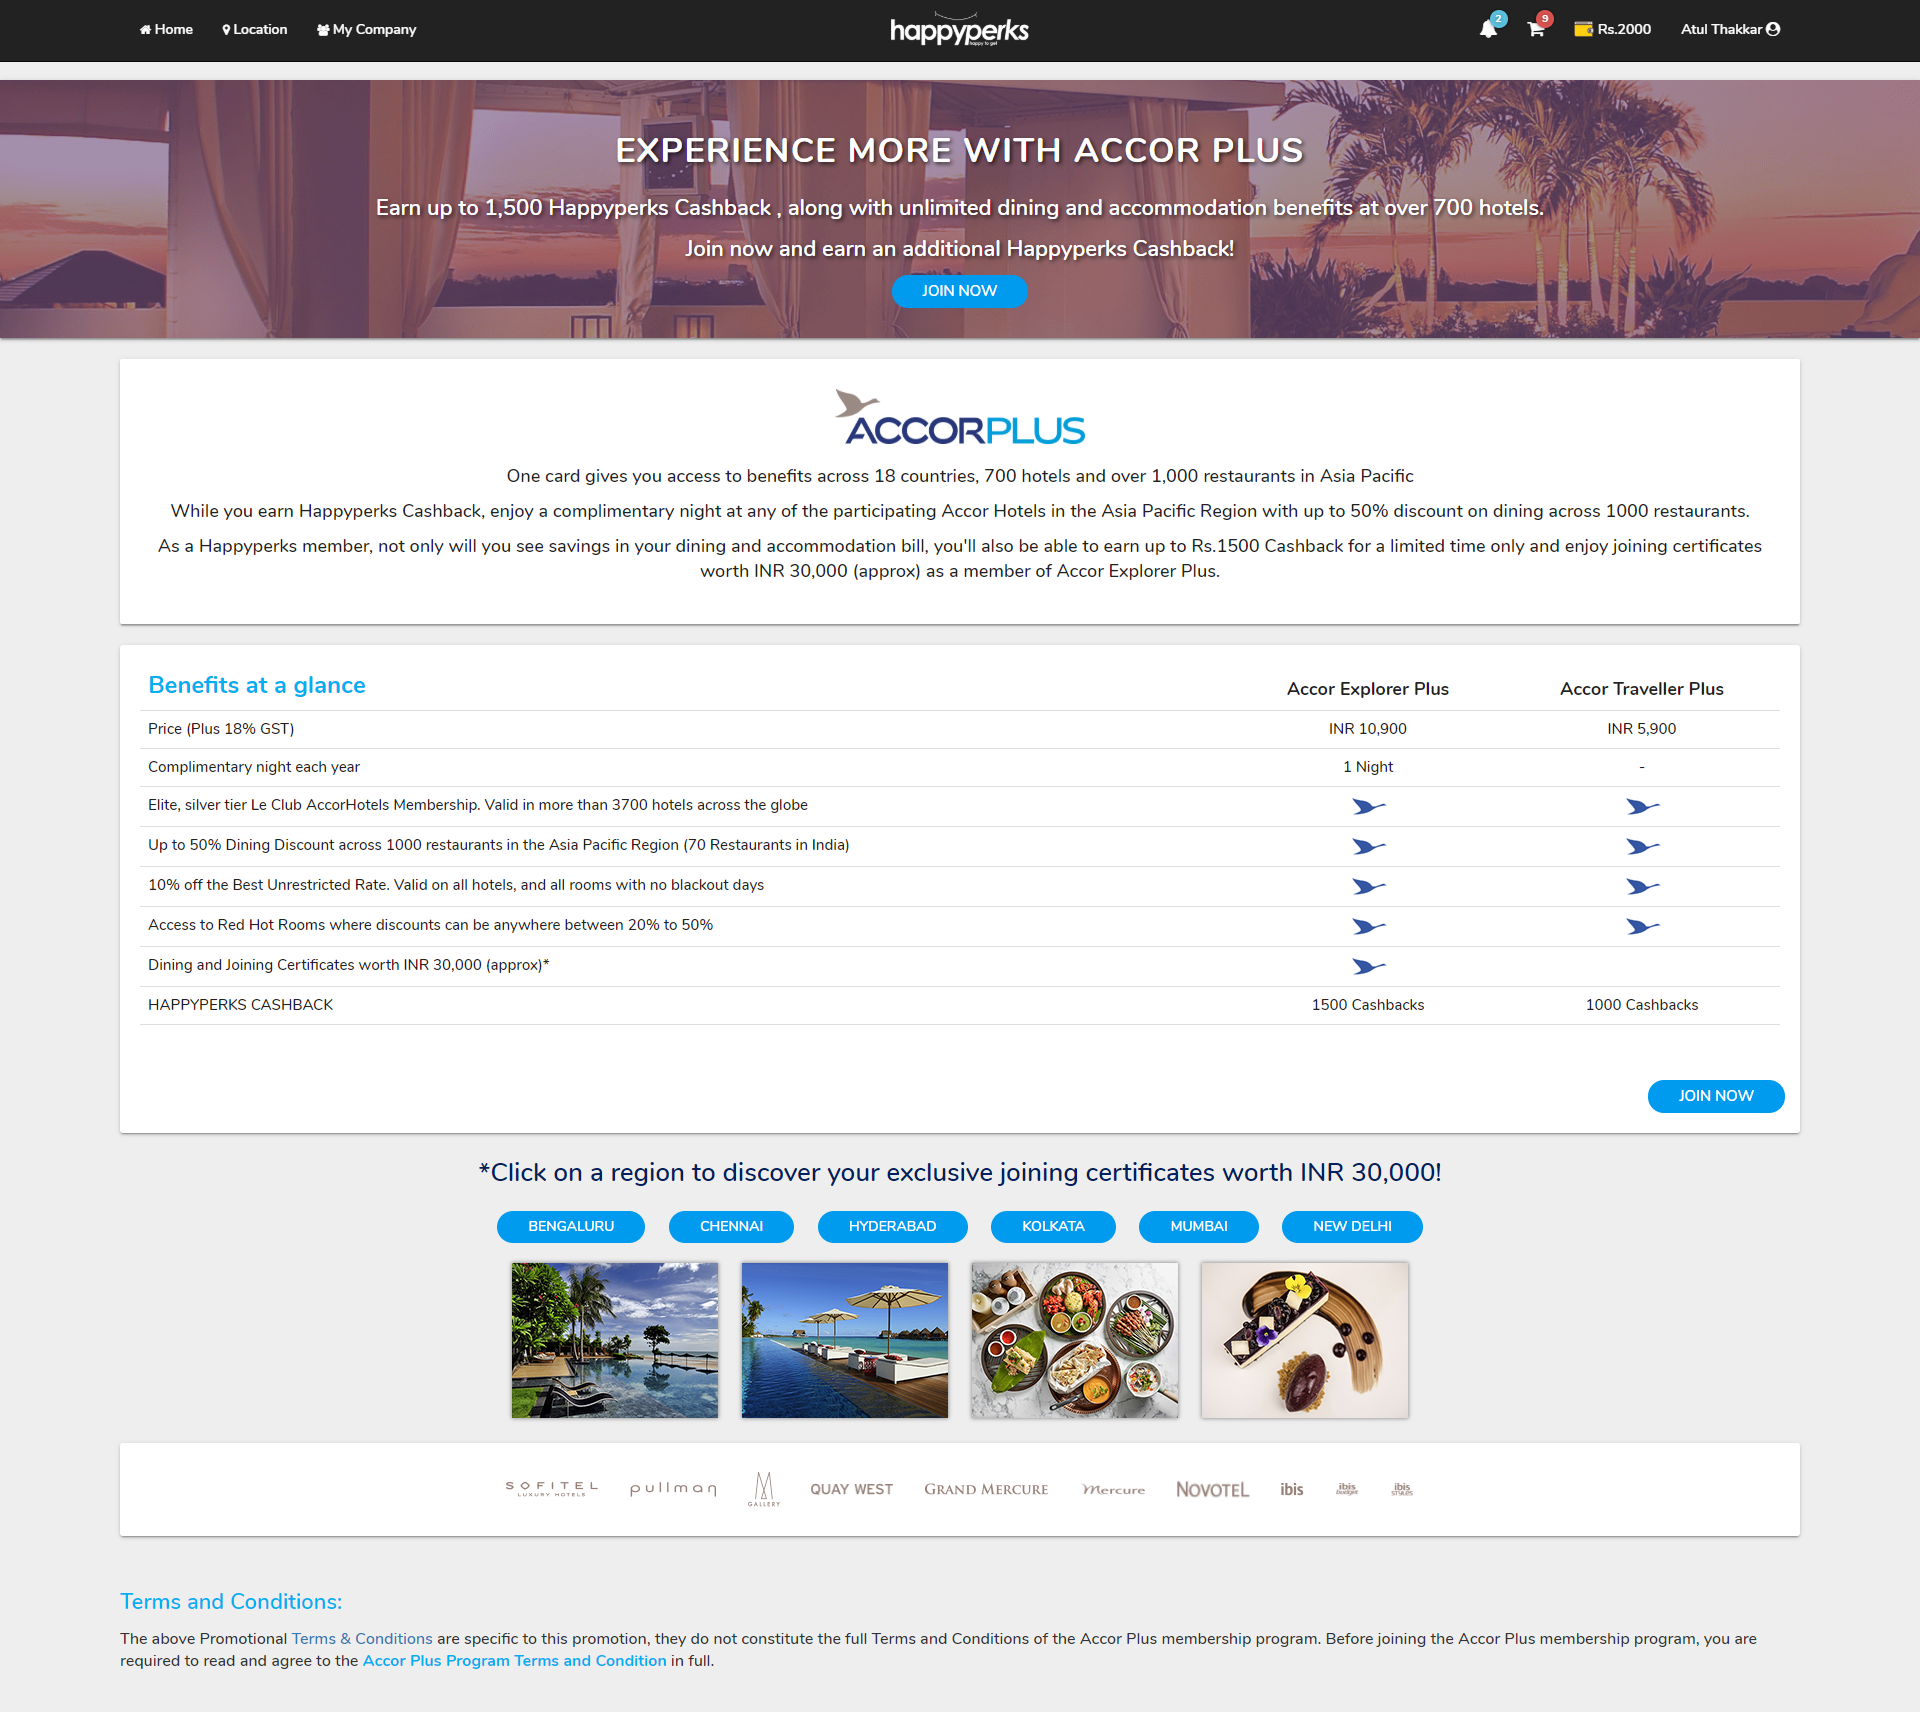 Home Location My Company happyperks happy to get 2 9 Rs.2000 Atul Thakkar
EXPERIENCE MORE WITH ACCOR PLUS
Earn up to 1,500 Happyperks Cashback , along with unlimited dining and accommodation benefits at over 700 hotels.
Join now and earn an additional Happyperks Cashback!
JOIN NOW
ACCORPLUS
One card gives you access to benefits across 18 countries, 700 hotels and over 1,000 restaurants in Asia Pacific
While you earn Happyperks Cashback, enjoy a complimentary night at any of the participating Accor Hotels in the Asia Pacific Region with up to 50% discount on dining across 1000 restaurants.
As a Happyperks member, not only will you see savings in your dining and accommodation bill, you'll also be able to earn up to Rs.1500 Cashback for a limited time only and enjoy joining certificates
worth INR 30,000 (approx) as a member of Accor Explorer Plus.
Benefits at a glance Accor Explorer Plus Accor Traveller Plus
Price (Plus 18% GST) INR 10,900 INR 5,900
Complimentary night each year 1 Night -
Elite, silver tier Le Club AccorHotels Membership. Valid in more than 3700 hotels across the globe
Up to 50% Dining Discount across 1000 restaurants in the Asia Pacific Region (70 Restaurants in India)
10% off the Best Unrestricted Rate. Valid on all hotels, and all rooms with no blackout days
Access to Red Hot Rooms where discounts can be anywhere between 20% to 50%
Dining and Joining Certificates worth INR 30,000 (approx)*
HAPPYPERKS CASHBACK 1500 Cashbacks 1000 Cashbacks
JOIN NOW
*Click on a region to discover your exclusive joining certificates worth INR 30,000!
BENGALURU CHENNAI HYDERABAD KOLKATA MUMBAI NEW DELHI
SOFITEL LUXURY HOTELS pullman M GALLERY QUAY WEST GRAND MERCURE Mercure NOVOTEL ibis ibis budget ibis STYLES
Terms and Conditions:
The above Promotional Terms & Conditions are specific to this promotion, they do not constitute the full Terms and Conditions of the Accor Plus membership program. Before joining the Accor Plus membership program, you are
required to read and agree to the Accor Plus Program Terms and Condition in full.